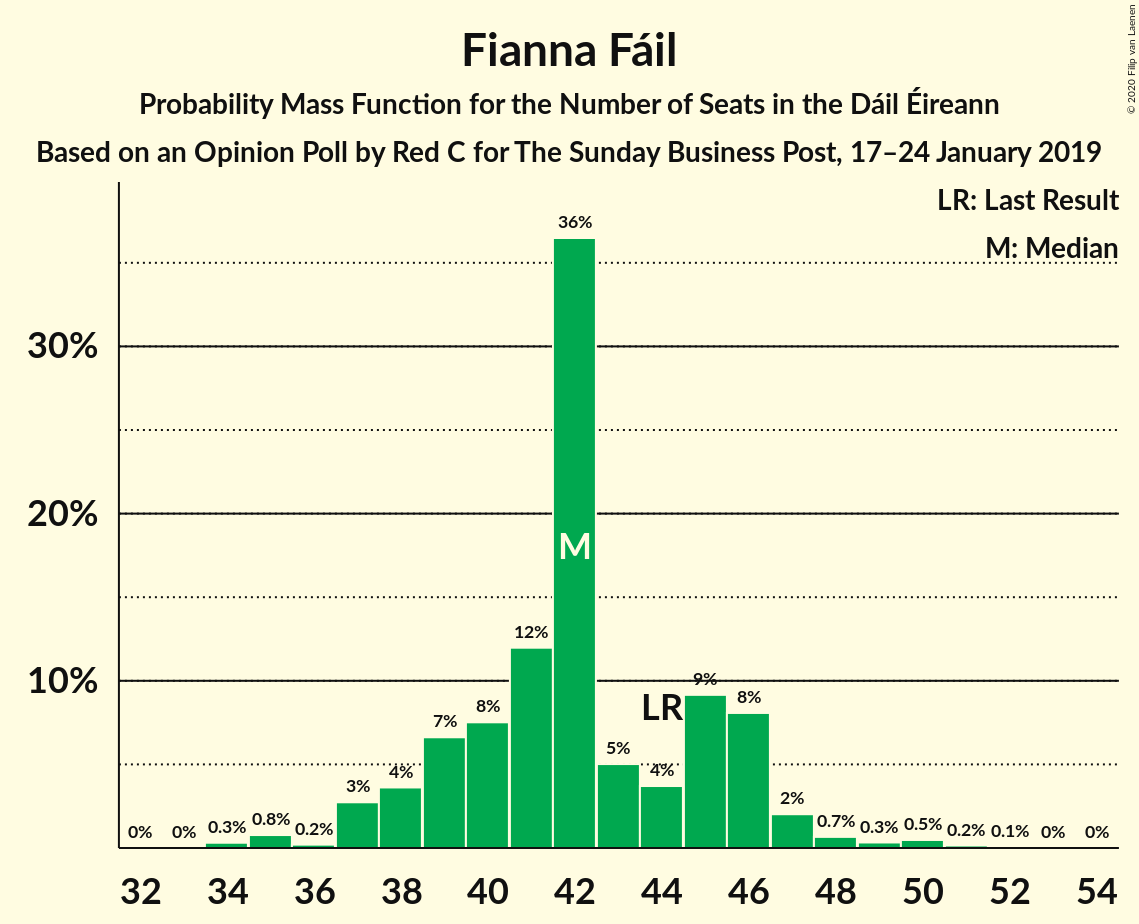 Fianna Fáil
Probability Mass Function for the Number of Seats in the Dáil Éireann
Based on an Opinion Poll by Red C for The Sunday Business Post, 17–24 January 2019
© 2020 Filip van Laenen
LR: Last Result
M: Median
30%
20%
10%
0%
0%
0.3%
0.8%
0.2%
3%
4%
7%
8%
12%
36%
5%
4%
9%
8%
2%
0.7%
0.3%
0.5%
0.2%
0.1%
0%
0%
M
LR
32 34 36 38 40 42 44 46 48 50 52 54